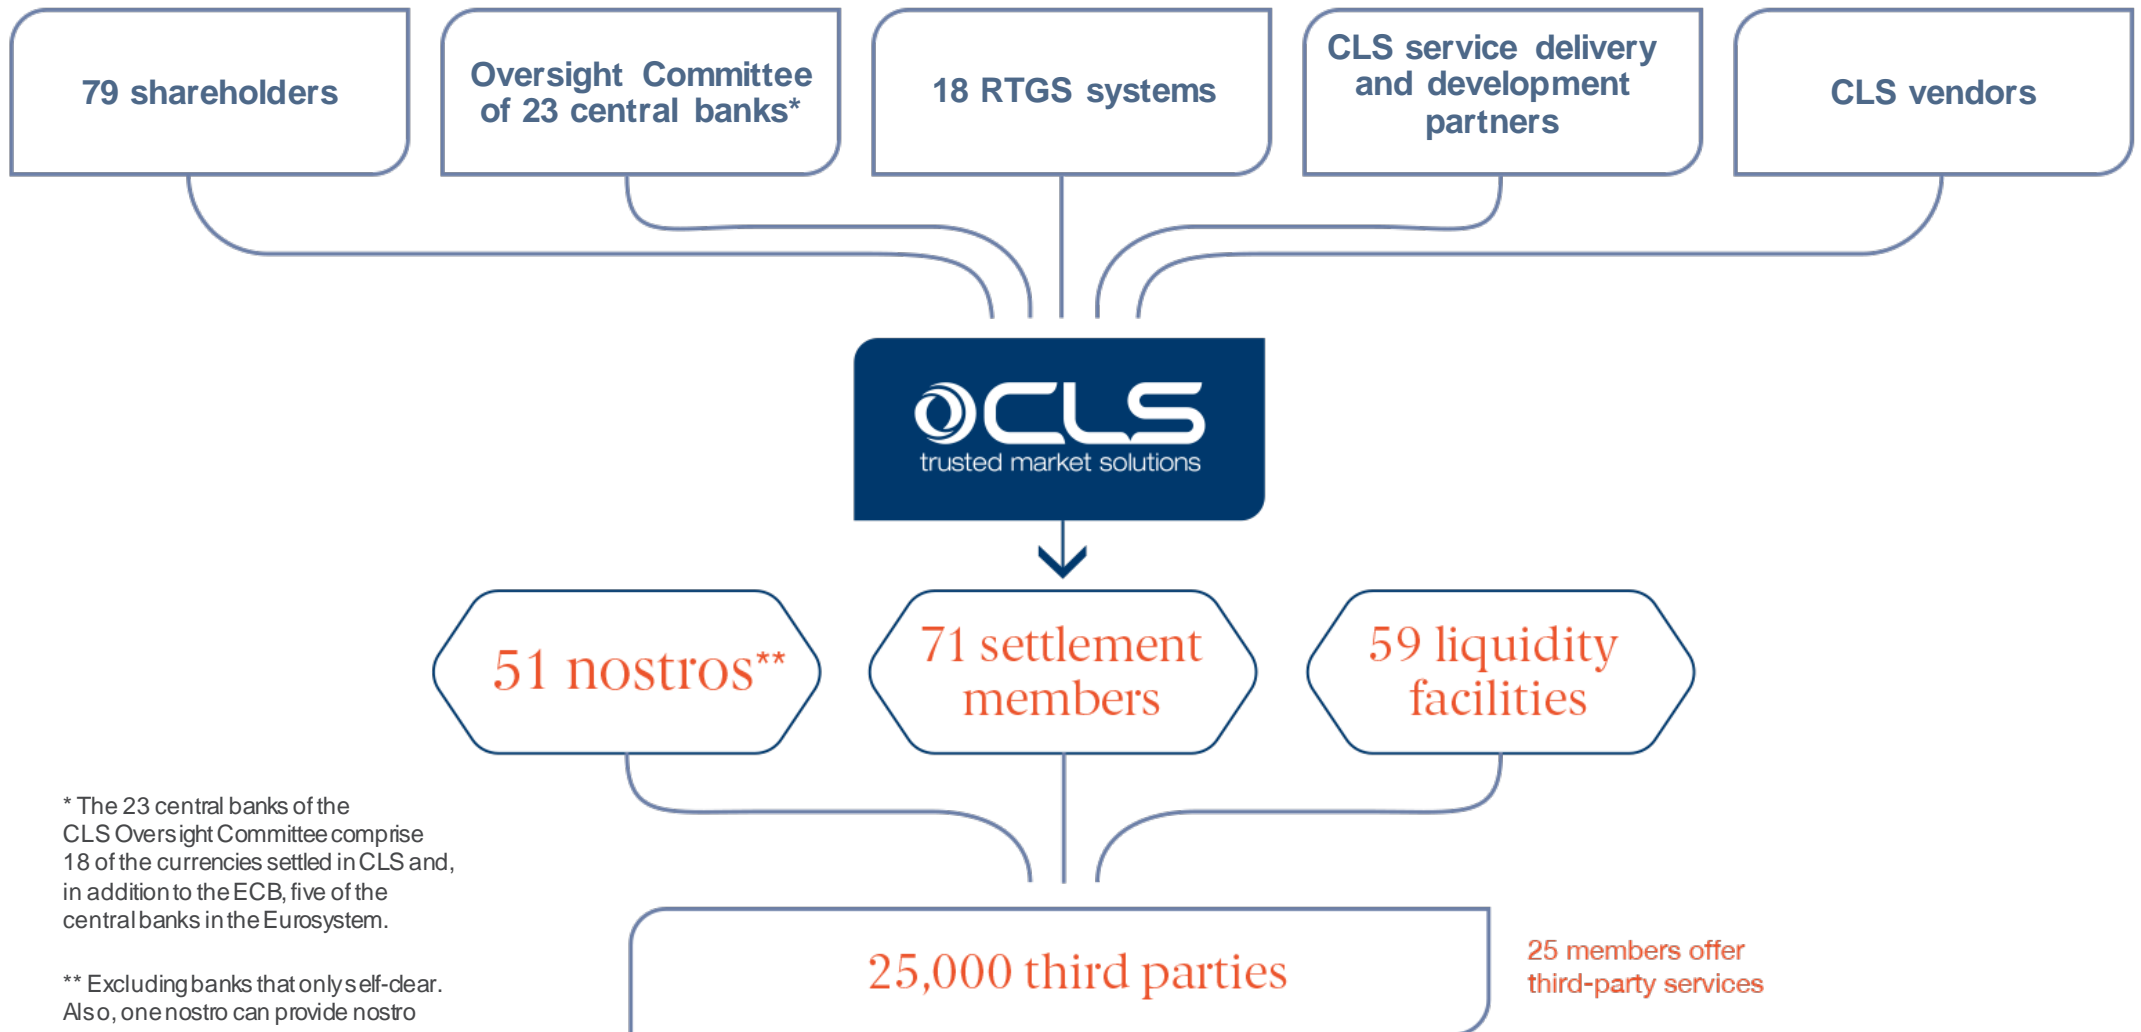 79 shareholders
Oversight Committee
of 23 central banks*
18 RTGS systems
CLS service delivery
and development
partners
CLS vendors
CLS
trusted market solutions
51 nostros**
71 settlement
members
59 liquidity
facilities
* The 23 central banks of the
CLS Oversight Committee comprise
18 of the currencies settled in CLS and,
in addition to the ECB, five of the
central banks in the Eurosystem.
** Excluding banks that only self-clear.
Also, one nostro can provide nostro
25,000 third parties
25 members offer
third-party services